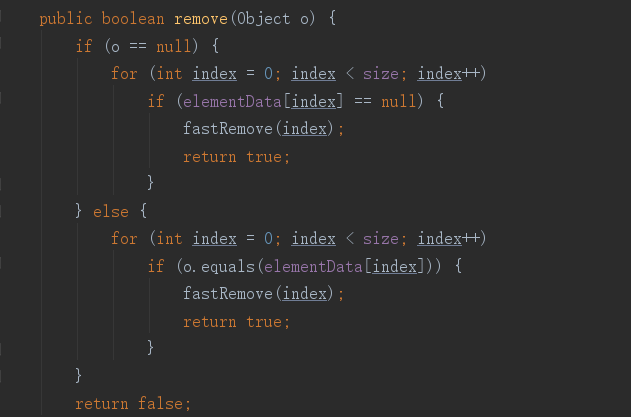 public boolean remove(Object o) {
if (o == null) {
for (int index = 0; index < size; index++)
if (elementData[index] == null) {
fastRemove(index);
return true;
}
} else {
for (int index = 0; index < size; index++)
if (o.equals(elementData[index])) {
fastRemove(index);
return true;
}
}
return false;